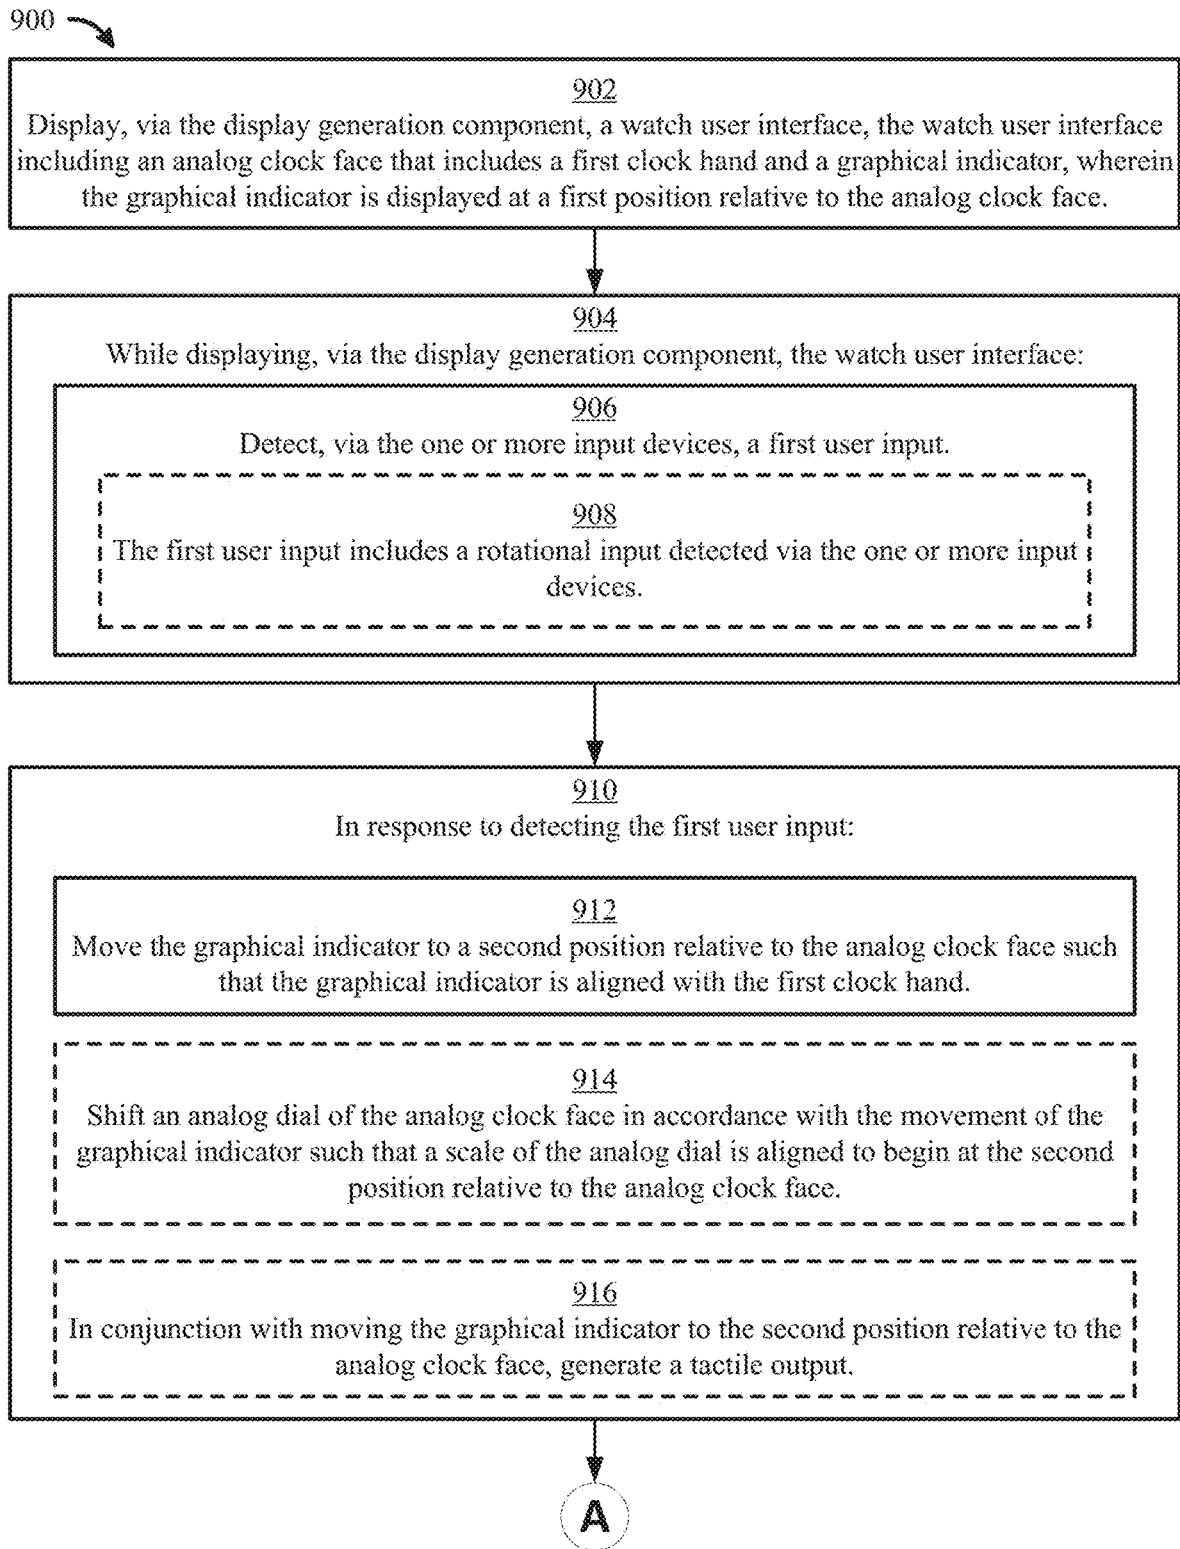 900
902
Display, via the display generation component, a watch user interface, the watch user interface
including an analog clock face that includes a first clock hand and a graphical indicator, wherein
the graphical indicator is displayed at a first position relative to the analog clock face.
904
While displaying, via the display generation component, the watch user interface:
906
Detect, via the one or more input devices, a first user input.
908
The first user input includes a rotational input detected via the one or more input
devices.
910
In response to detecting the first user input:
912
Move the graphical indicator to a second position relative to the analog clock face such
that the graphical indicator is aligned with the first clock hand.
914
Shift an analog dial of the analog clock face in accordance with the movement of the
graphical indicator such that a scale of the analog dial is aligned to begin at the second
position relative to the analog clock face.
916
In conjunction with moving the graphical indicator to the second position relative to the
analog clock face, generate a tactile output.
A